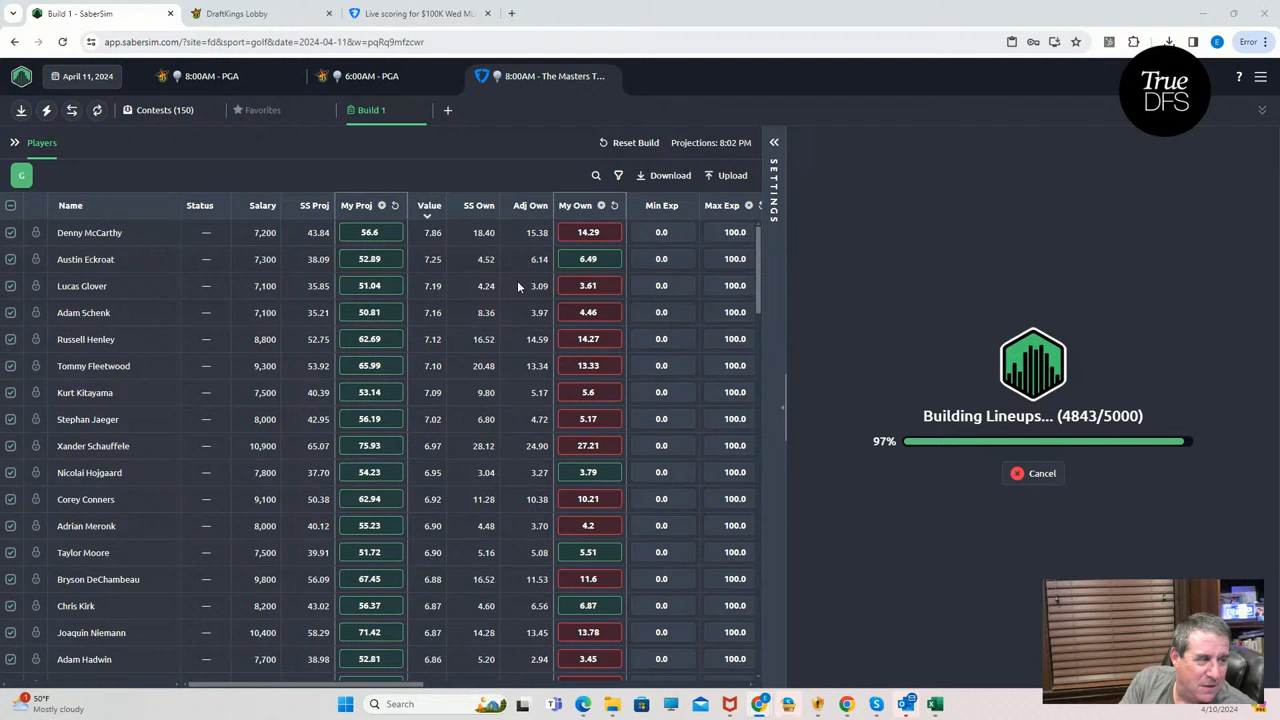 Build 1 - SaberSim
DraftKings Lobby
Live scoring for $100K Wed ML
app.sabersim.com/?site=fd&sport=golf&date=2024-04-11&w=pqRq9mfzcwr
Error
April 11, 2024
8:00AM - PGA
6:00AM - PGA
8:00AM - The Masters T...
True DFS
Contests (150)
Favorites
Build 1
Players
Reset Build
Projections: 8:02 PM
SETTINGS
G
Download
Upload
Name Status Salary SS Proj My Proj Value SS Own Adj Own My Own Min Exp Max Exp
Denny McCarthy — 7,200 43.84 56.6 7.86 18.40 15.38 14.29 0.0 100.0
Austin Eckroat — 7,300 38.09 52.89 7.25 4.52 6.14 6.49 0.0 100.0
Lucas Glover — 7,100 35.85 51.04 7.19 4.24 3.09 3.61 0.0 100.0
Adam Schenk — 7,100 35.21 50.81 7.16 8.36 3.97 4.46 0.0 100.0
Russell Henley — 8,800 52.75 62.69 7.12 16.52 14.59 14.27 0.0 100.0
Tommy Fleetwood — 9,300 52.92 65.99 7.10 20.48 13.34 13.33 0.0 100.0
Kurt Kitayama — 7,500 40.39 53.14 7.09 9.80 5.17 5.6 0.0 100.0
Stephan Jaeger — 8,000 42.95 56.19 7.02 6.80 4.72 5.17 0.0 100.0
Xander Schauffele — 10,900 65.07 75.93 6.97 28.12 24.90 27.21 0.0 100.0
Nicolai Hojgaard — 7,800 37.70 54.23 6.95 3.04 3.27 3.79 0.0 100.0
Corey Conners — 9,100 50.38 62.94 6.92 11.28 10.38 10.21 0.0 100.0
Adrian Meronk — 8,000 40.12 55.23 6.90 4.48 3.70 4.2 0.0 100.0
Taylor Moore — 7,500 39.91 51.72 6.90 5.16 5.08 5.51 0.0 100.0
Bryson DeChambeau — 9,800 56.09 67.45 6.88 16.52 11.53 11.6 0.0 100.0
Chris Kirk — 8,200 43.02 56.37 6.87 4.60 6.56 6.87 0.0 100.0
Joaquin Niemann — 10,400 58.29 71.42 6.87 14.28 13.45 13.78 0.0 100.0
Adam Hadwin — 7,700 38.98 52.81 6.86 5.20 2.94 3.45 0.0 100.0
Building Lineups... (4843/5000)
97%
Cancel
50°F
Mostly cloudy
Search
4/10/2024